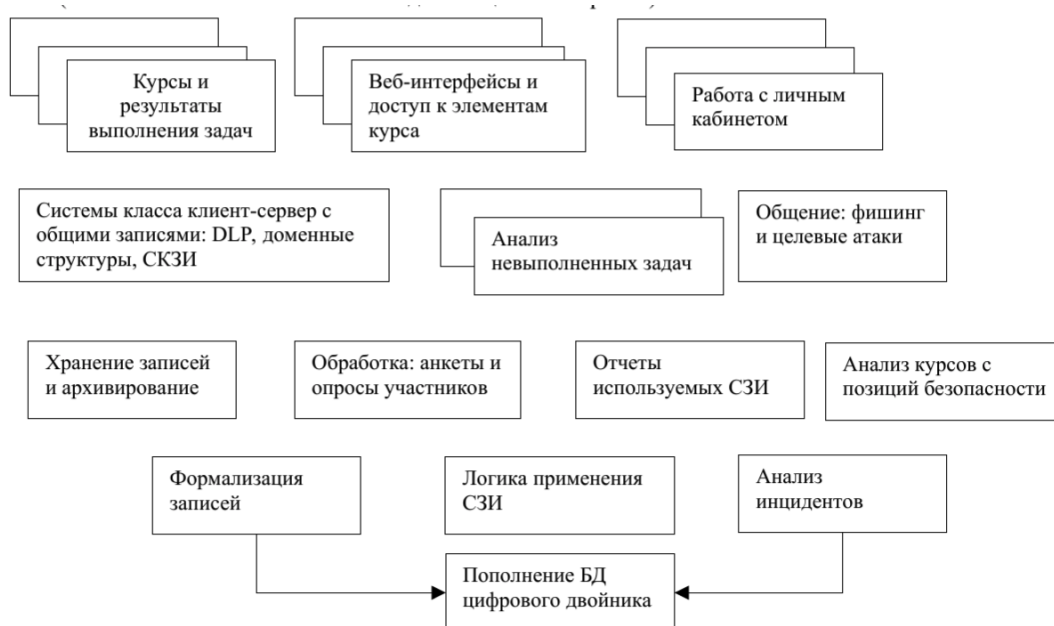 Курсы и
результаты
выполнения задач
Веб-интерфейсы и
доступ к элементам
курса
Работа с личным
кабинетом
Системы класса клиент-сервер с
общими записями: DLP, доменные
структуры, СКЗИ
Анализ
невыполненных задач
Общение: фишинг
и целевые атаки
Хранение записей
и архивирование
Обработка: анкеты и
опросы участников
Отчеты
используемых СЗИ
Анализ курсов с
позиций безопасности
Формализация
записей
Логика применения
СЗИ
Анализ
инцидентов
Пополнение БД
цифрового двойника